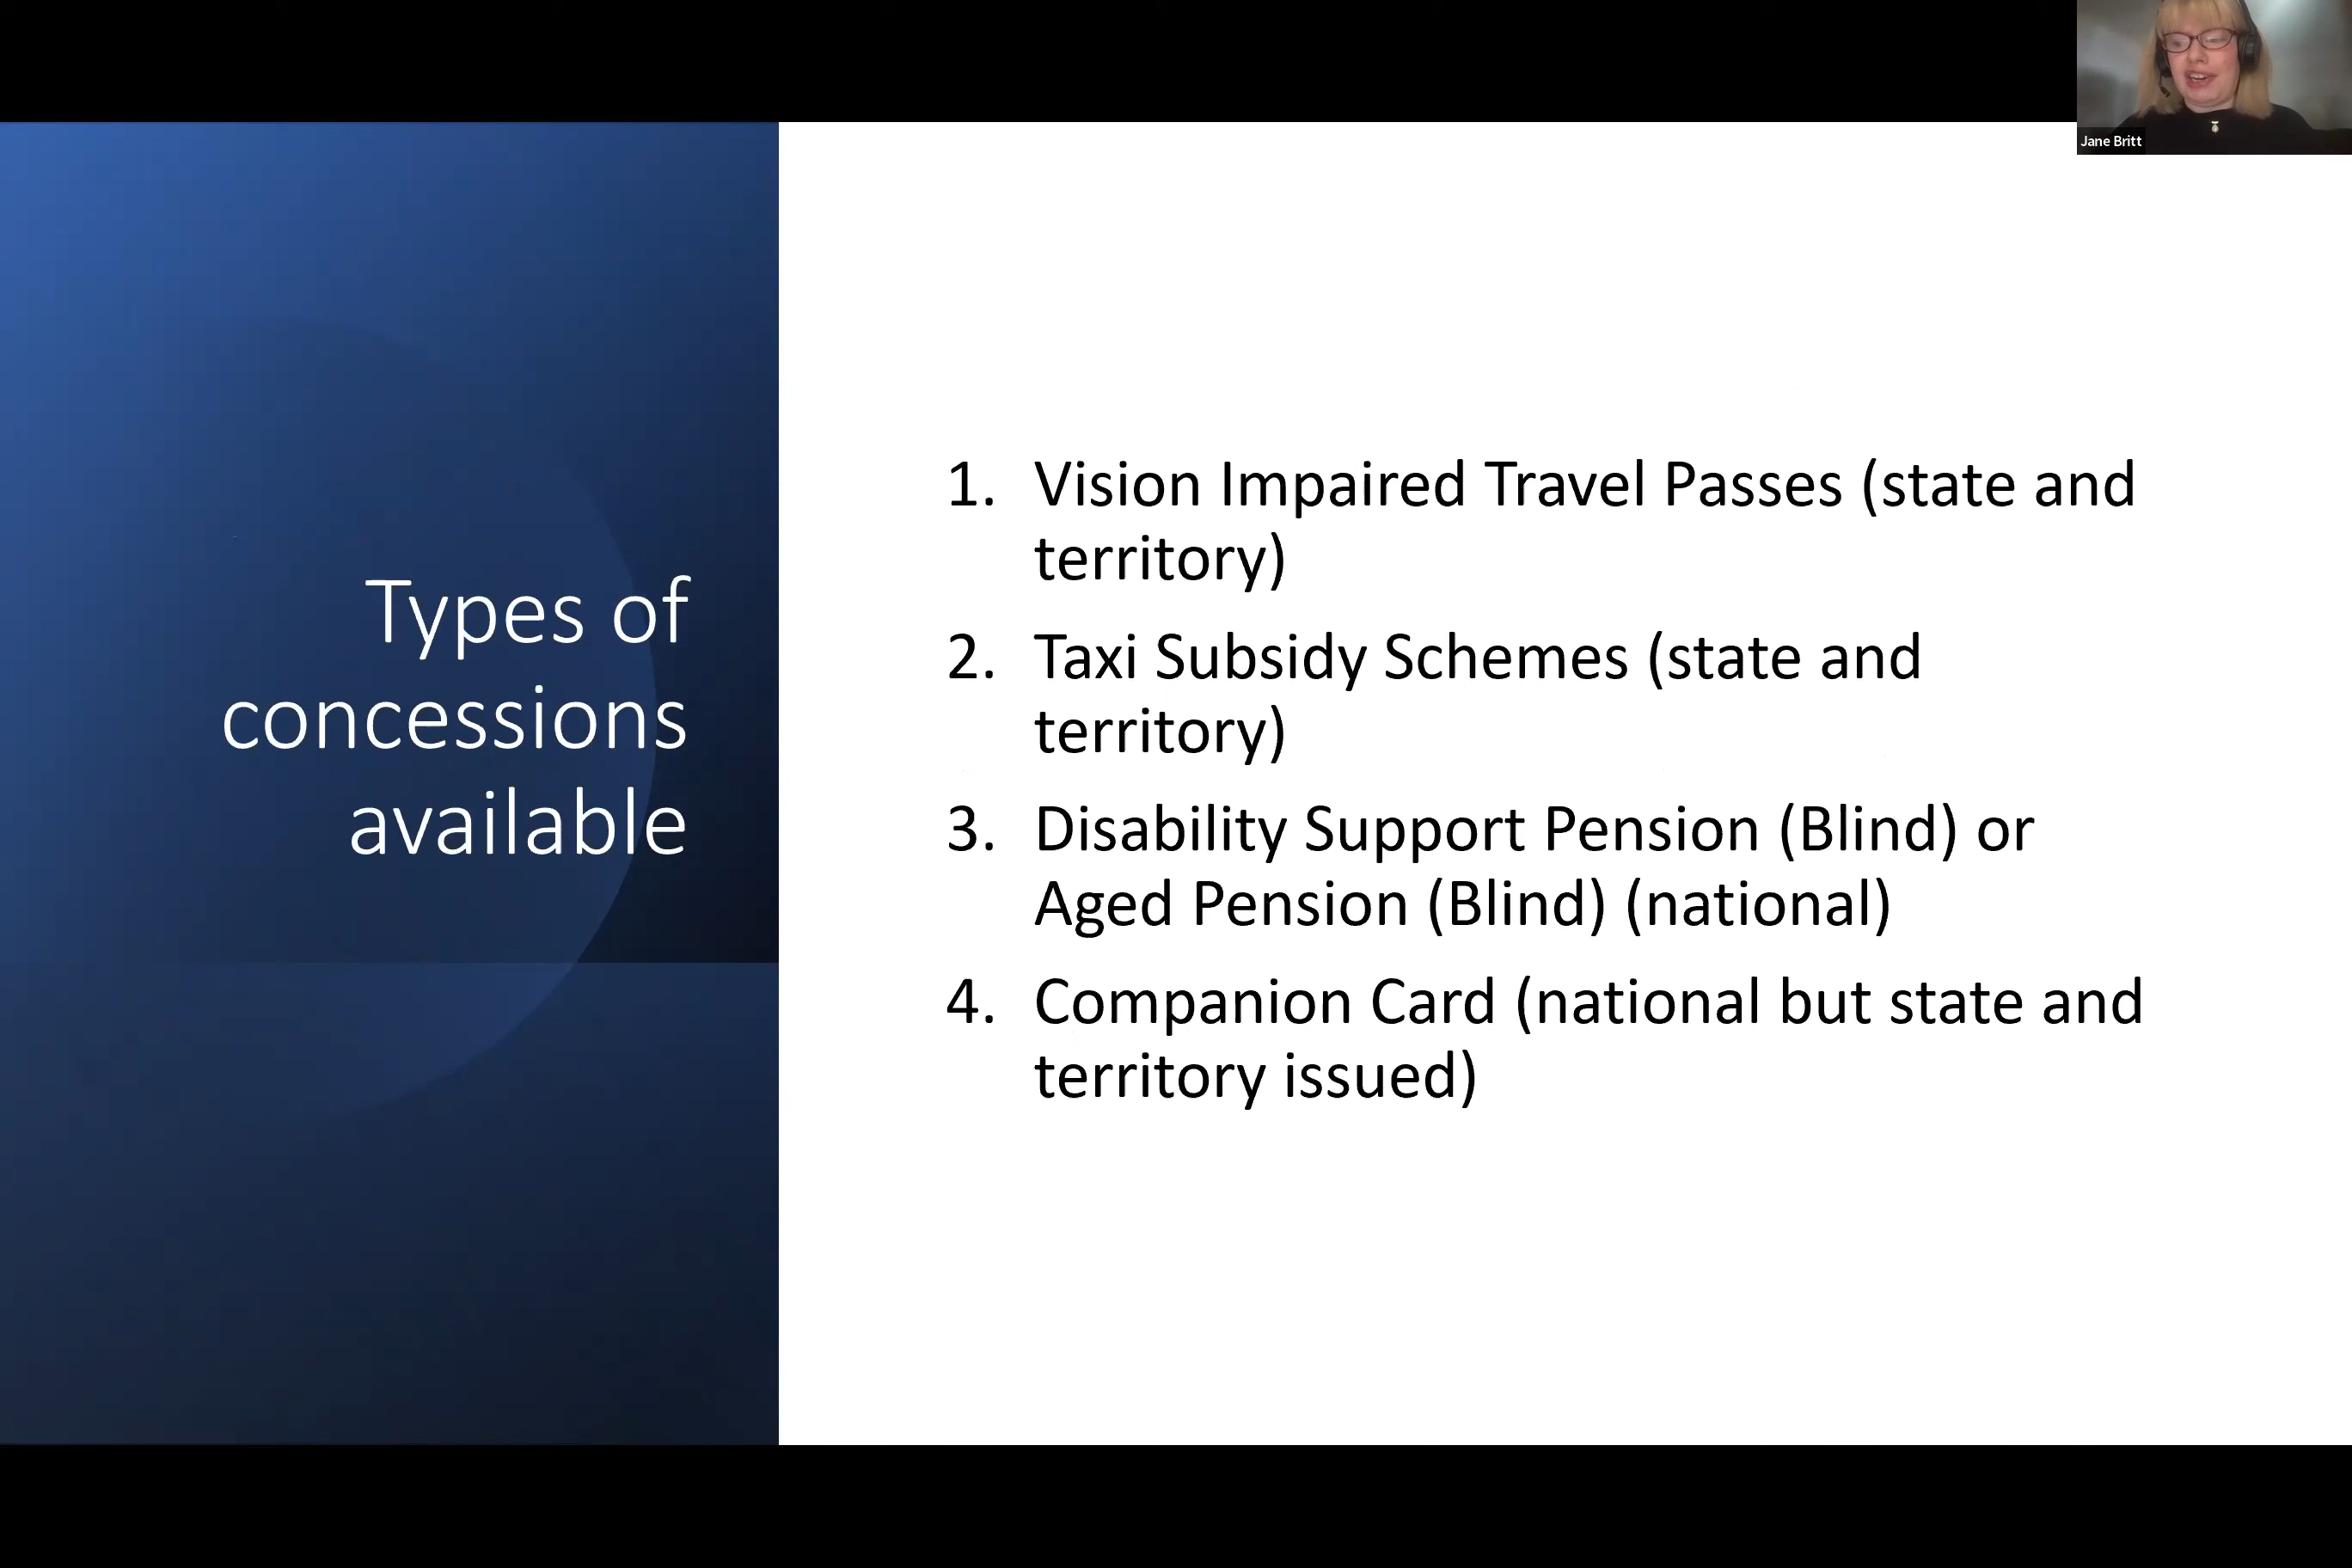 Jane Britt
Types of
concessions
available
1. Vision Impaired Travel Passes (state and
territory)
2. Taxi Subsidy Schemes (state and
territory)
3. Disability Support Pension (Blind) or
Aged Pension (Blind) (national)
4. Companion Card (national but state and
territory issued)